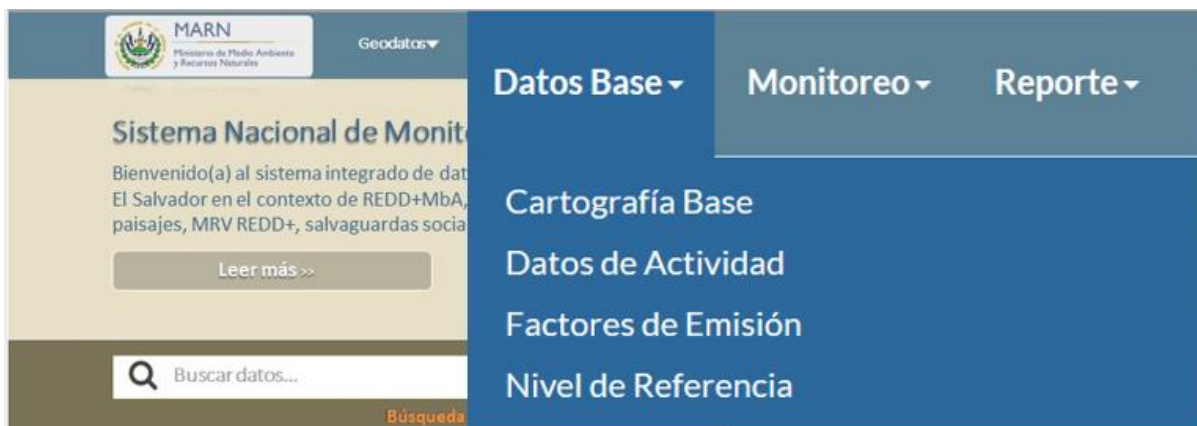 MARN
Ministerio de Medio Ambiente
y Recursos Naturales
Geodatos▾
Datos Base ▾
Monitoreo ▾
Reporte ▾
Sistema Nacional de Monit
Bienvenido(a) al sistema integrado de dat
El Salvador en el contexto de REDD+MbA,
paisajes, MRV REDD+, salvaguardas socia
Leer más >>
Buscar datos...
Búsqueda
Cartografía Base
Datos de Actividad
Factores de Emisión
Nivel de Referencia